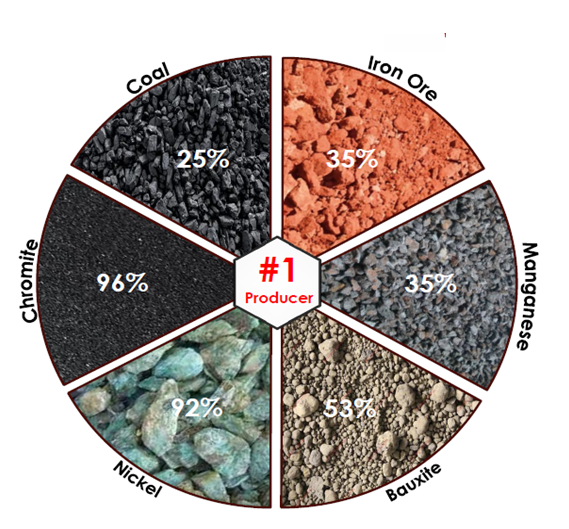 Coal
25%
Iron Ore
35%
Chromite
96%
#1
Producer
35%
Manganese
92%
Nickel
53%
Bauxite